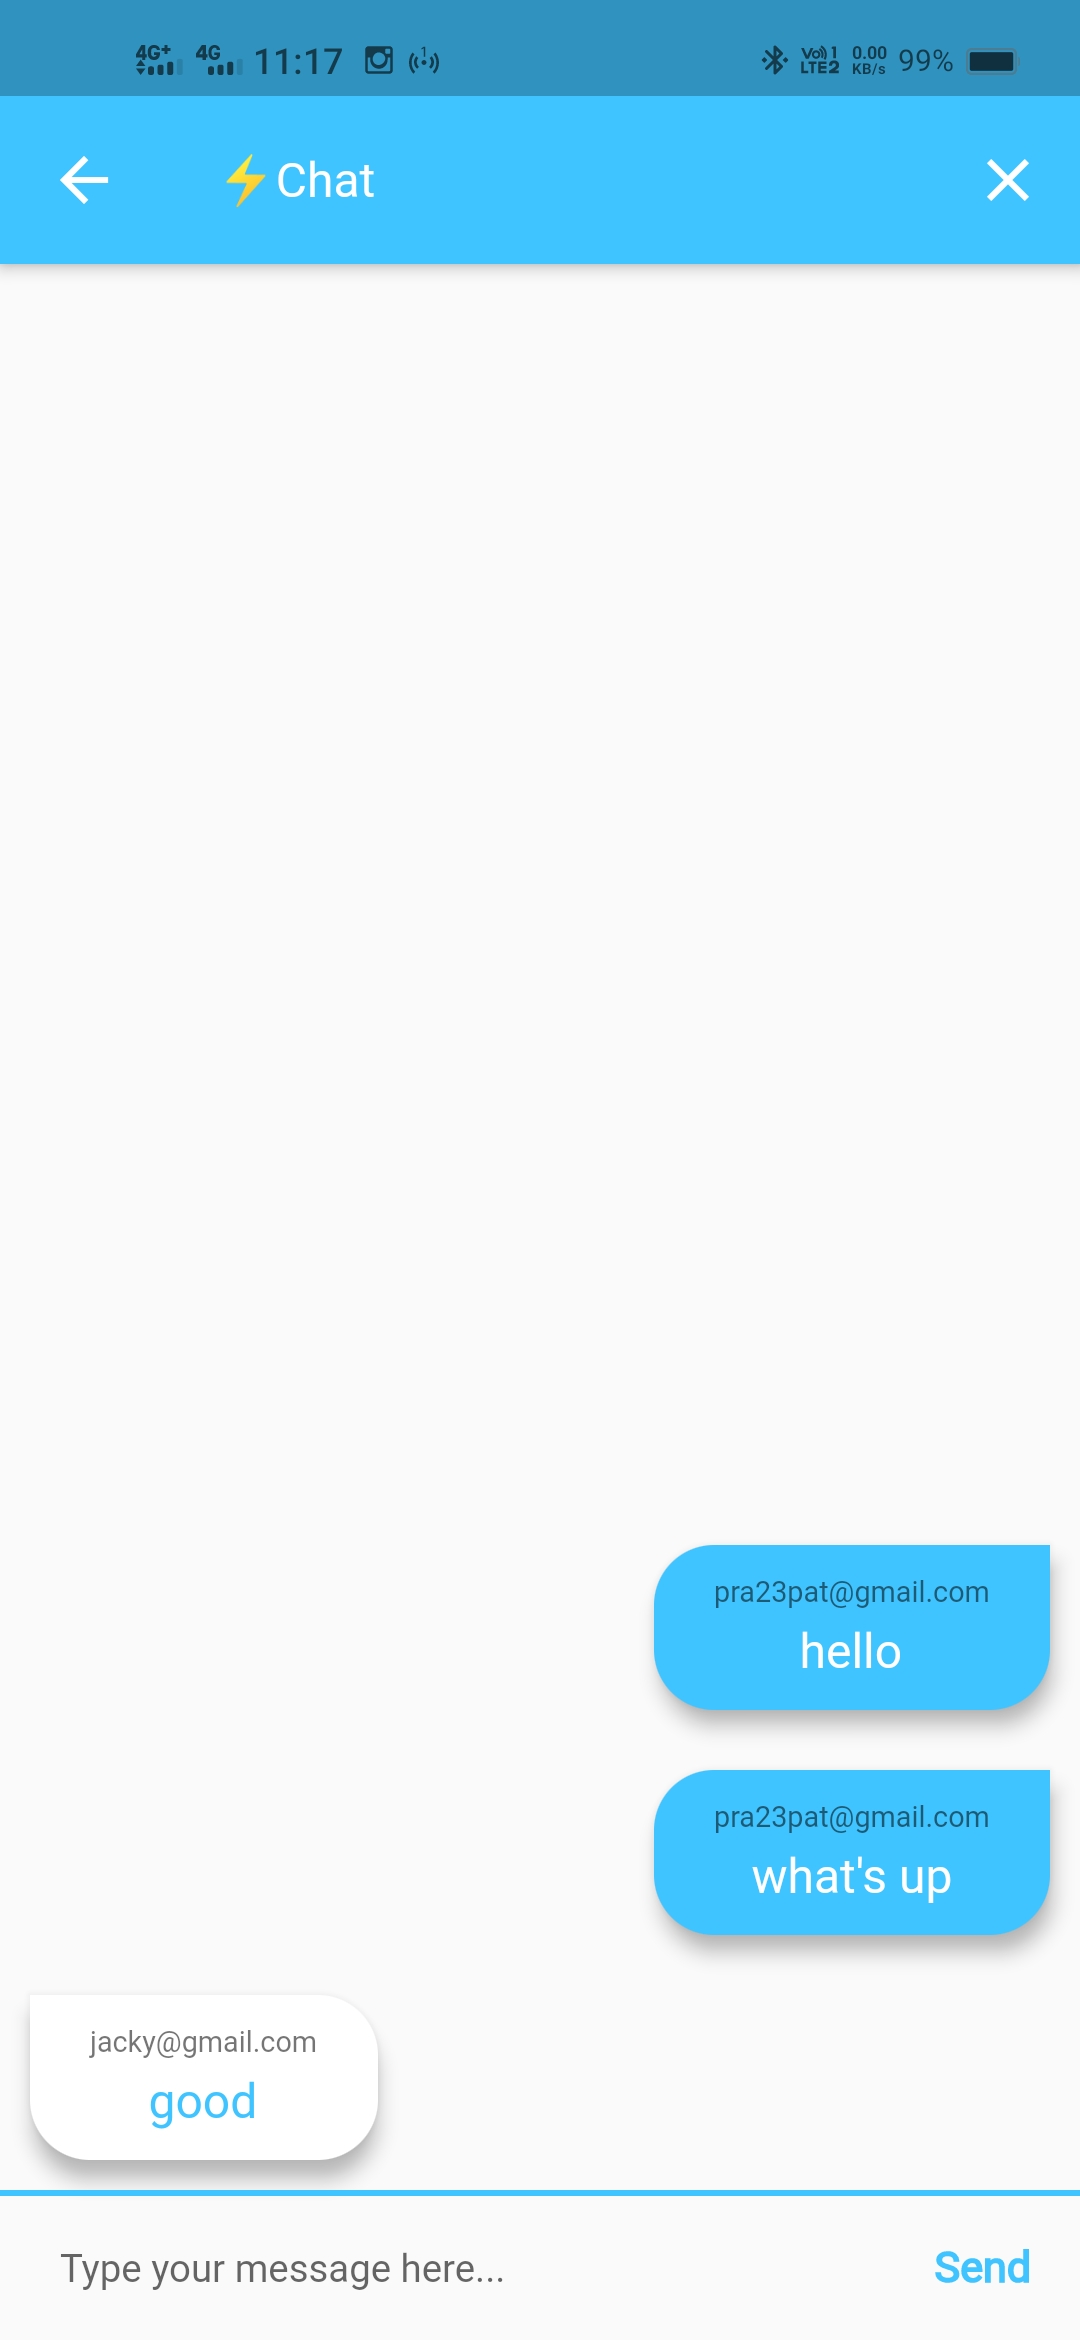 4G+ 4G 11:17 1 Vo)) 1 LTE2 0.00 KB/s 99%
⚡Chat
pra23pat@gmail.com
hello
pra23pat@gmail.com
what's up
jacky@gmail.com
good
Type your message here... Send